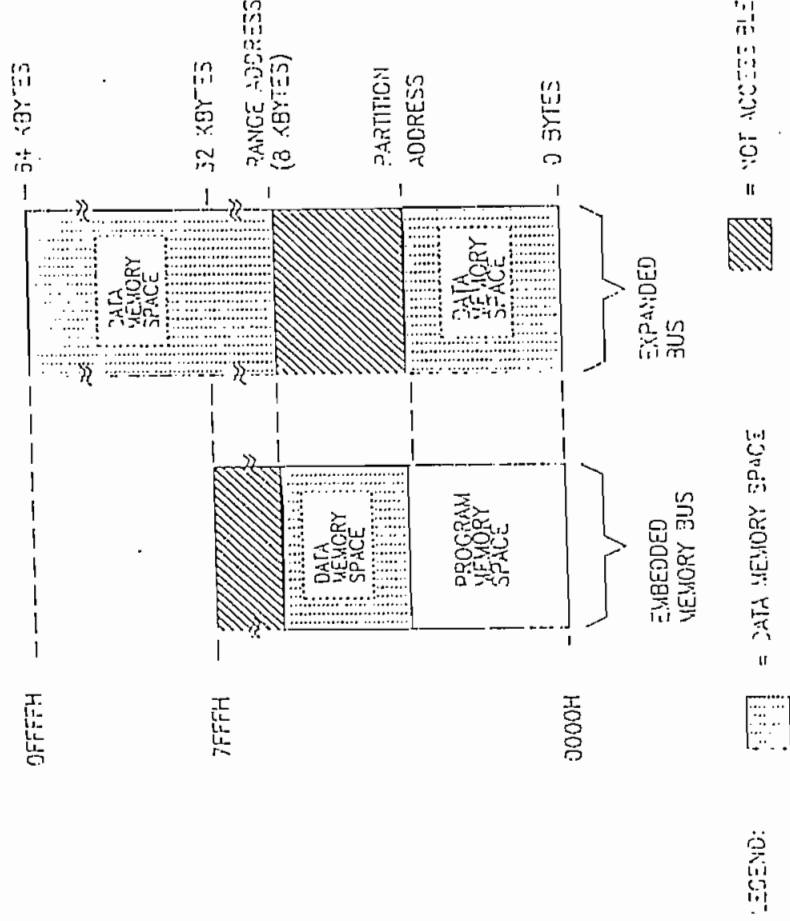 0FFFFH
64 KBYTES
DATA
MEMORY
SPACE
7FFFH
32 KBYTES
RANGE ADDRESS
(8 KBYTES)
DATA
MEMORY
SPACE
PARTITION
ADDRESS
PROGRAM
MEMORY
SPACE
DATA
MEMORY
SPACE
0000H
0 BYTES
EMBEDDED
MEMORY BUS
EXPANDED
BUS
LEGEND:
= DATA MEMORY SPACE
= NOT ACCESSIBLE